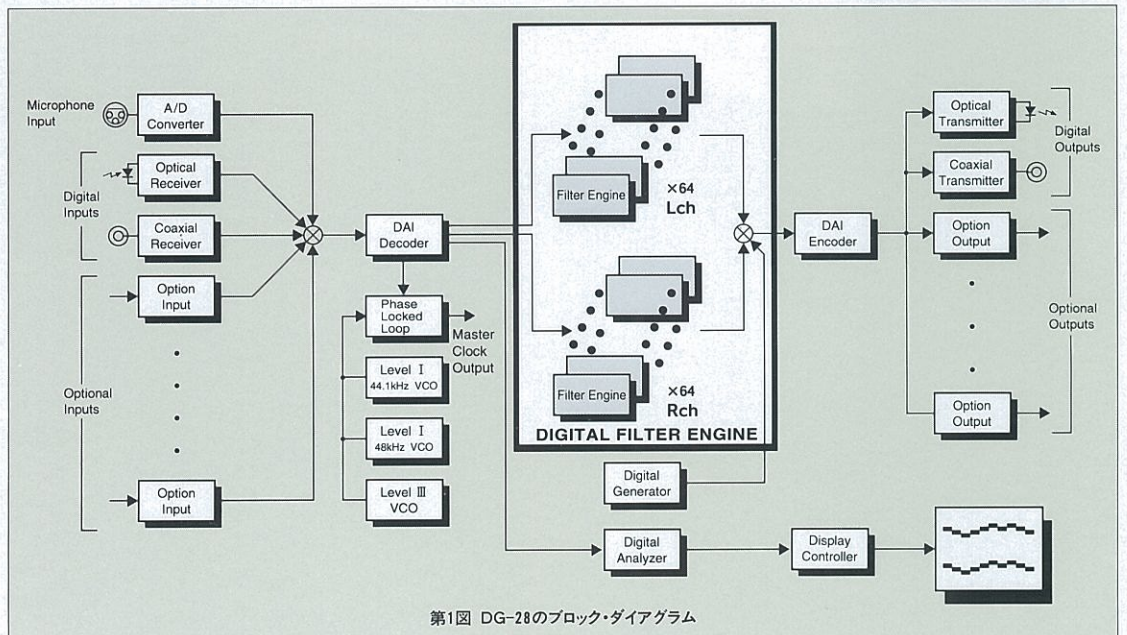 Microphone
Input
A/D
Converter
Digital
Inputs
Optical
Receiver
Coaxial
Receiver
Option
Input
Optional
Inputs
Option
Input
DAI
Decoder
Phase
Locked
Loop
Master
Clock
Output
Level Ⅰ
44.1kHz VCO
Level Ⅰ
48kHz VCO
Level Ⅲ
VCO
Filter Engine
×64
Lch
Filter Engine
×64
Rch
DIGITAL FILTER ENGINE
Digital
Generator
Digital
Analyzer
Display
Controller
DAI
Encoder
Optical
Transmitter
Coaxial
Transmitter
Digital
Outputs
Option
Output
Optional
Outputs
Option
Output
第1図 DG-28のブロック・ダイアグラム